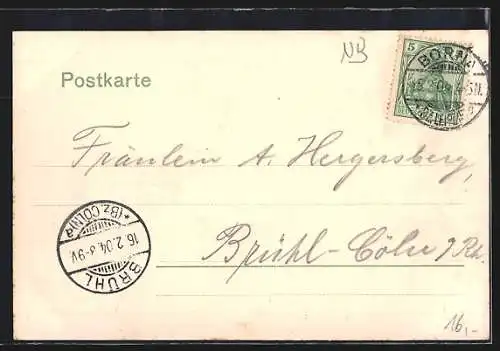 NB
5
BORNA
Postkarte
Fräulein A. Hergersberg,
* (BZ. CÖLN) *
16.2.04. 8-9V.
BRÜHL
Brühl-Cöln a/Rh.
16,-